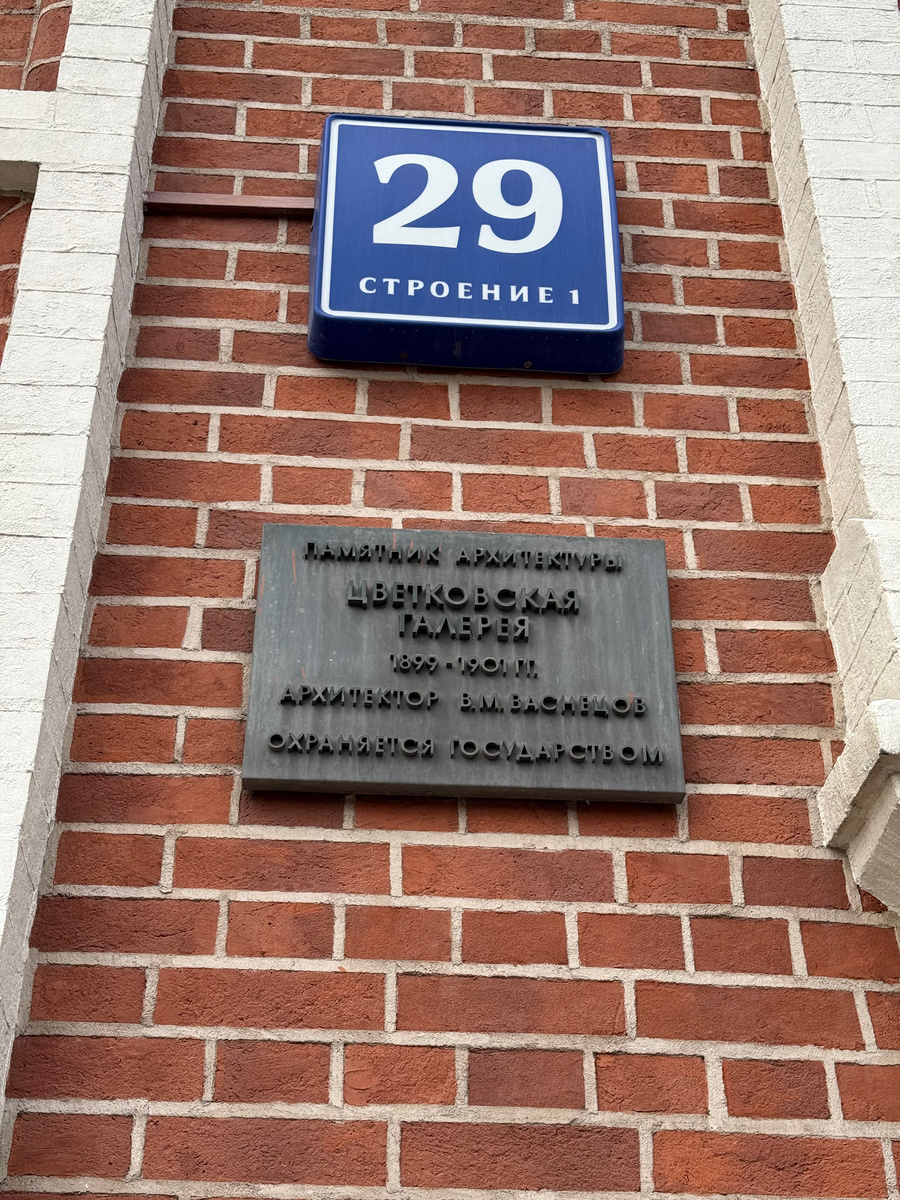 29
СТРОЕНИЕ 1
ПАМЯТНИК АРХИТЕКТУРЫ
ЦВЕТКОВСКАЯ
ГАЛЕРЕЯ
1899 - 1901 ГГ.
АРХИТЕКТОР В.М. ВАСНЕЦОВ
ОХРАНЯЕТСЯ ГОСУДАРСТВОМ